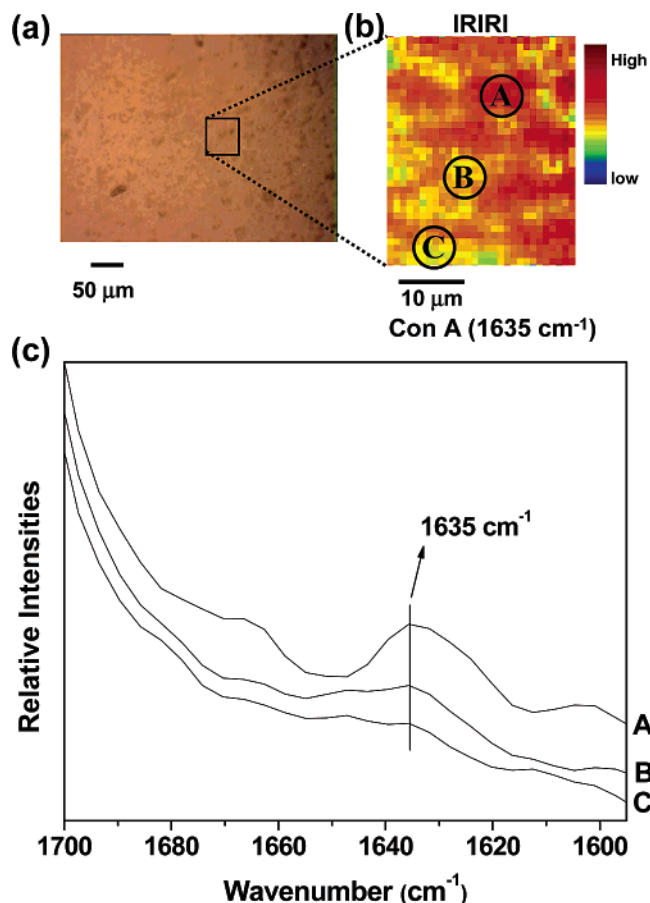 (a)
(b)
IRIRI
High
low
A
B
C
50 μm
10 μm
Con A (1635 cm⁻¹)
(c)
1635 cm⁻¹
Relative Intensities
A
B
C
1700
1680
1660
1640
1620
1600
Wavenumber (cm⁻¹)